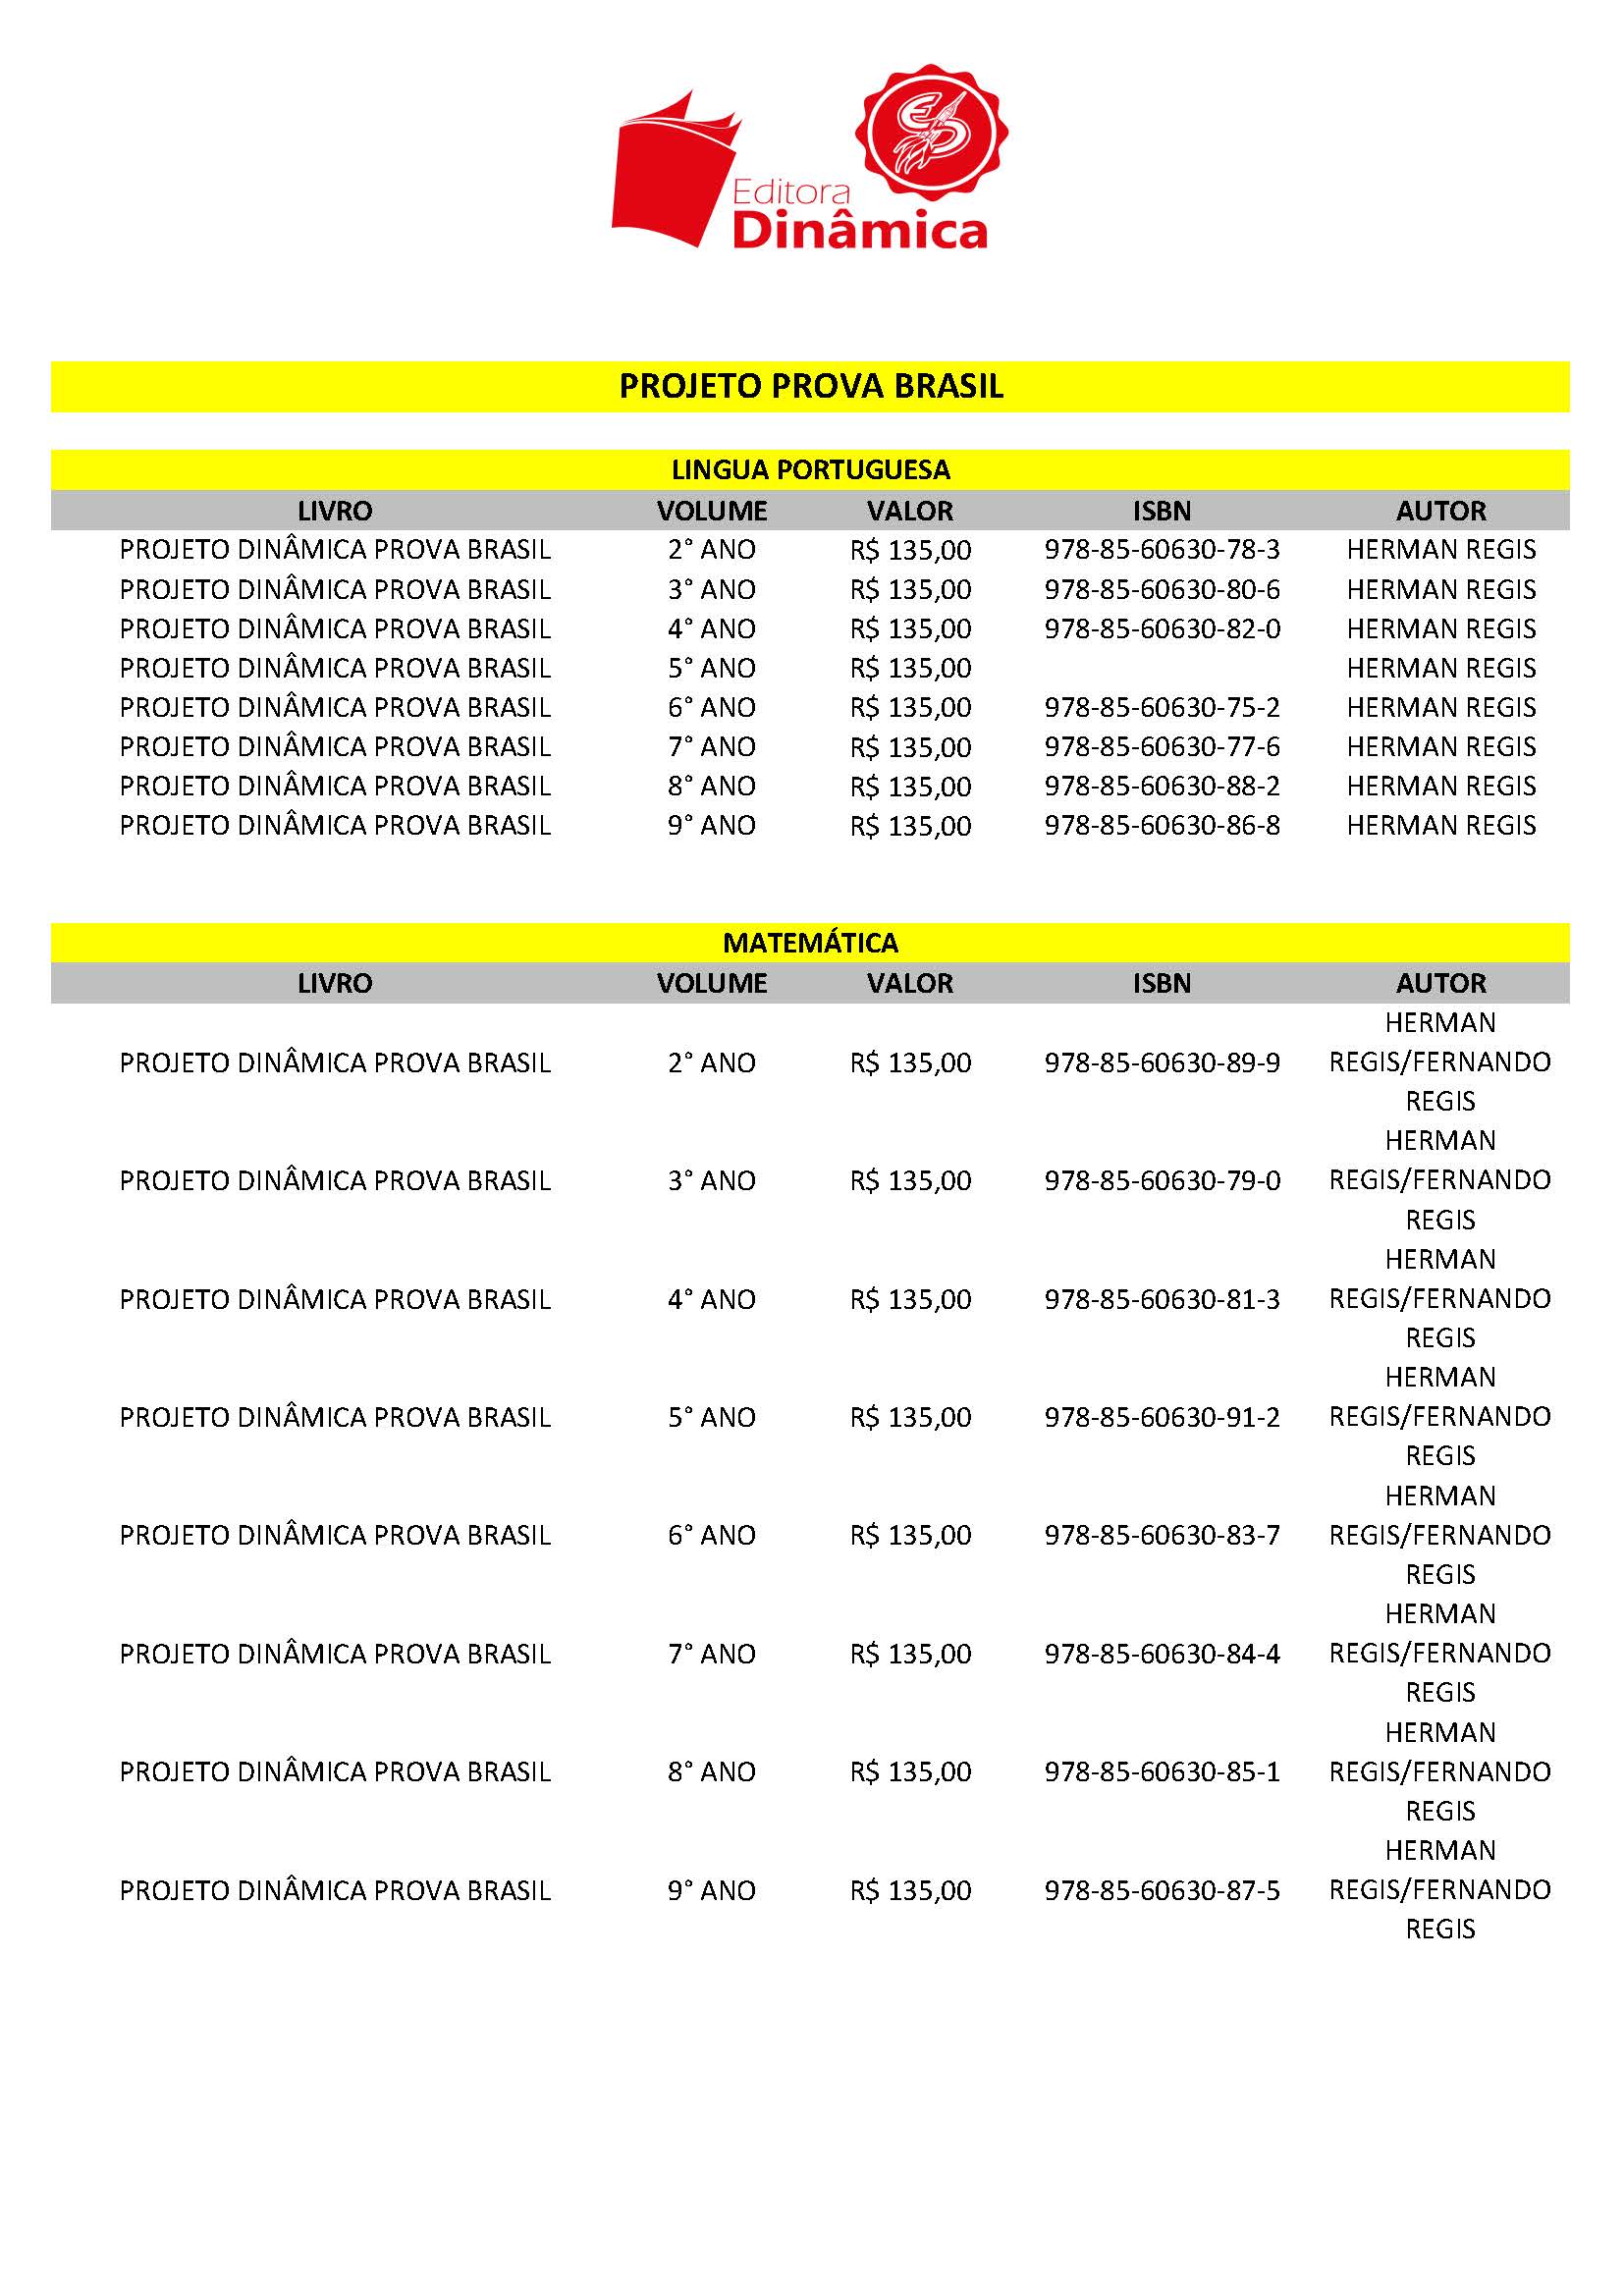 Editora
Dinâmica
PROJETO PROVA BRASIL
LINGUA PORTUGUESA
LIVRO VOLUME VALOR ISBN AUTOR
PROJETO DINÂMICA PROVA BRASIL 2° ANO R$ 135,00 978-85-60630-78-3 HERMAN REGIS
PROJETO DINÂMICA PROVA BRASIL 3° ANO R$ 135,00 978-85-60630-80-6 HERMAN REGIS
PROJETO DINÂMICA PROVA BRASIL 4° ANO R$ 135,00 978-85-60630-82-0 HERMAN REGIS
PROJETO DINÂMICA PROVA BRASIL 5° ANO R$ 135,00 HERMAN REGIS
PROJETO DINÂMICA PROVA BRASIL 6° ANO R$ 135,00 978-85-60630-75-2 HERMAN REGIS
PROJETO DINÂMICA PROVA BRASIL 7° ANO R$ 135,00 978-85-60630-77-6 HERMAN REGIS
PROJETO DINÂMICA PROVA BRASIL 8° ANO R$ 135,00 978-85-60630-88-2 HERMAN REGIS
PROJETO DINÂMICA PROVA BRASIL 9° ANO R$ 135,00 978-85-60630-86-8 HERMAN REGIS
MATEMÁTICA
LIVRO VOLUME VALOR ISBN AUTOR
HERMAN
PROJETO DINÂMICA PROVA BRASIL 2° ANO R$ 135,00 978-85-60630-89-9 REGIS/FERNANDO
REGIS
HERMAN
PROJETO DINÂMICA PROVA BRASIL 3° ANO R$ 135,00 978-85-60630-79-0 REGIS/FERNANDO
REGIS
HERMAN
PROJETO DINÂMICA PROVA BRASIL 4° ANO R$ 135,00 978-85-60630-81-3 REGIS/FERNANDO
REGIS
HERMAN
PROJETO DINÂMICA PROVA BRASIL 5° ANO R$ 135,00 978-85-60630-91-2 REGIS/FERNANDO
REGIS
HERMAN
PROJETO DINÂMICA PROVA BRASIL 6° ANO R$ 135,00 978-85-60630-83-7 REGIS/FERNANDO
REGIS
HERMAN
PROJETO DINÂMICA PROVA BRASIL 7° ANO R$ 135,00 978-85-60630-84-4 REGIS/FERNANDO
REGIS
HERMAN
PROJETO DINÂMICA PROVA BRASIL 8° ANO R$ 135,00 978-85-60630-85-1 REGIS/FERNANDO
REGIS
HERMAN
PROJETO DINÂMICA PROVA BRASIL 9° ANO R$ 135,00 978-85-60630-87-5 REGIS/FERNANDO
REGIS